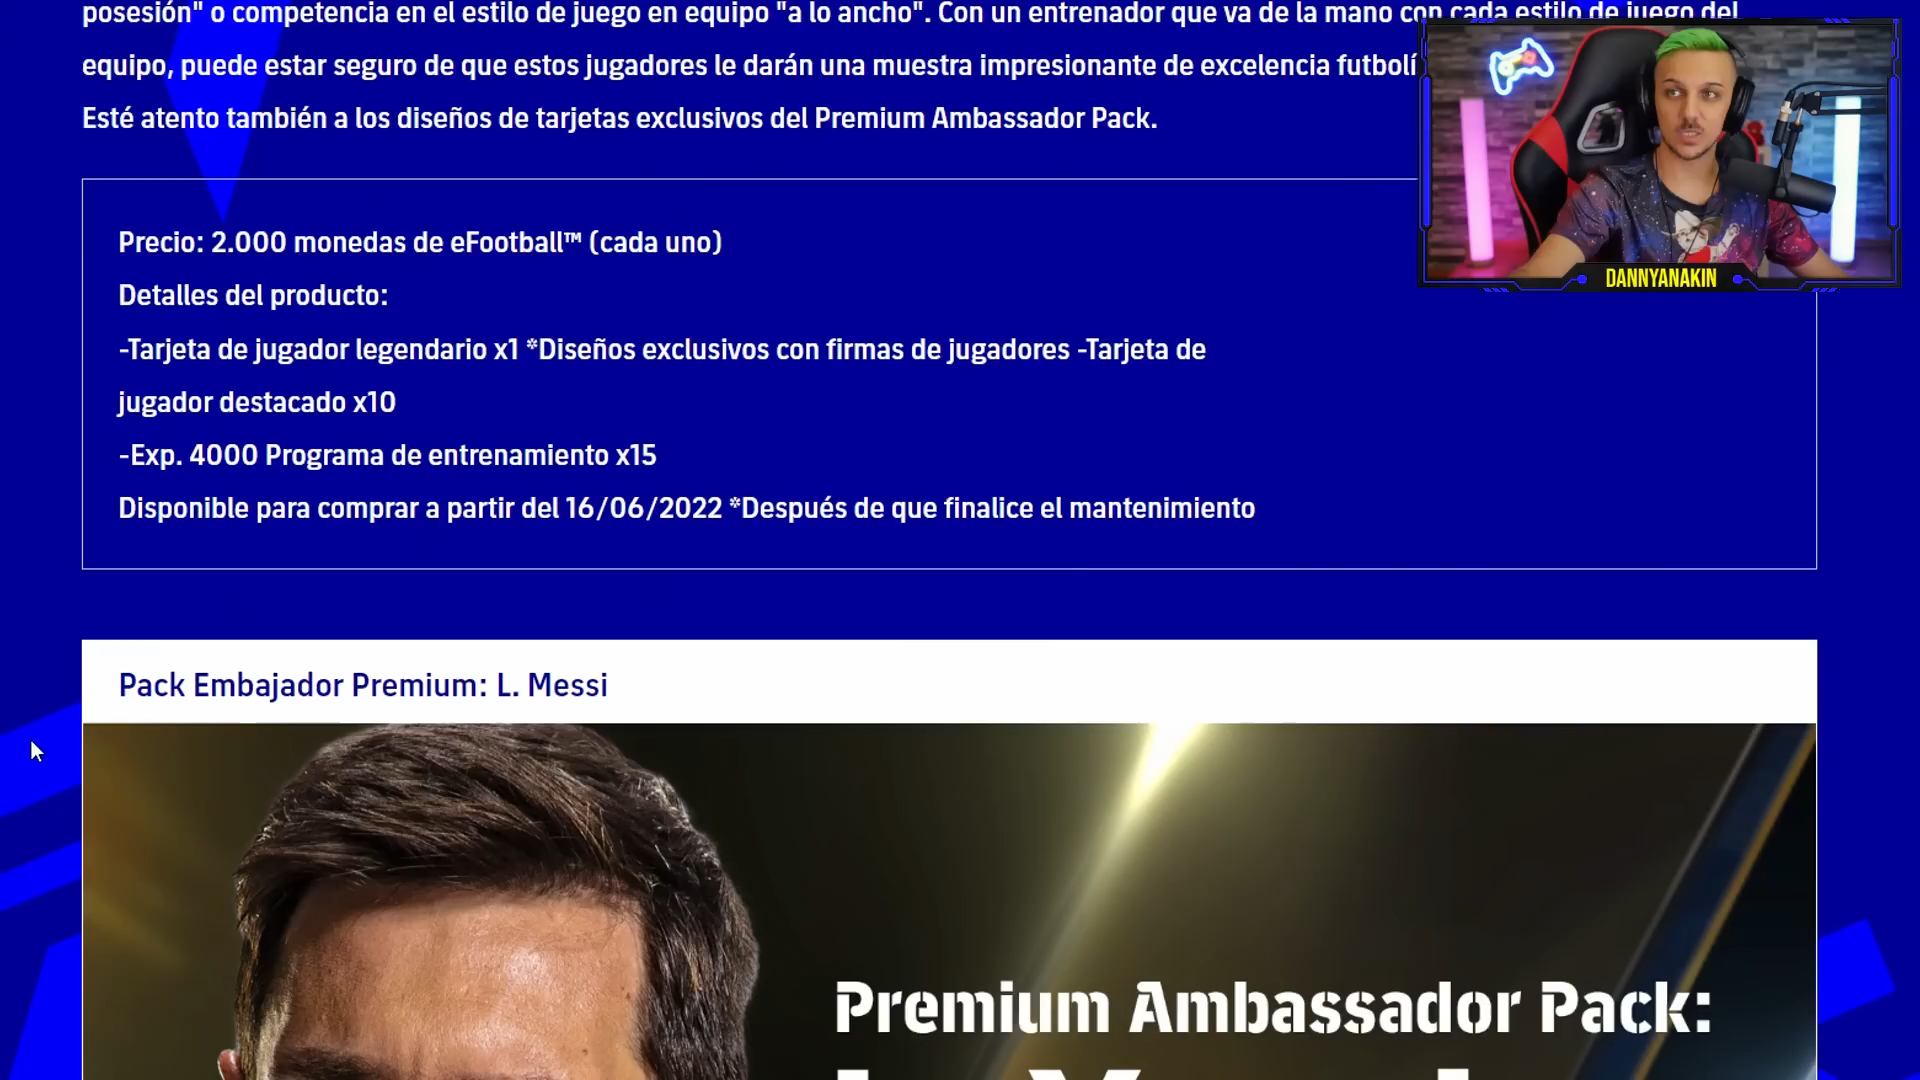 posesión" o competencia en el estilo de juego en equipo "a lo ancho". Con un entrenador que va de la mano con cada estilo de juego del
equipo, puede estar seguro de que estos jugadores le darán una muestra impresionante de excelencia futbolí
Esté atento también a los diseños de tarjetas exclusivos del Premium Ambassador Pack.
DANNYANAKIN
Precio: 2.000 monedas de eFootball™ (cada uno)
Detalles del producto:
-Tarjeta de jugador legendario x1 *Diseños exclusivos con firmas de jugadores -Tarjeta de
jugador destacado x10
-Exp. 4000 Programa de entrenamiento x15
Disponible para comprar a partir del 16/06/2022 *Después de que finalice el mantenimiento
Pack Embajador Premium: L. Messi
Premium Ambassador Pack: